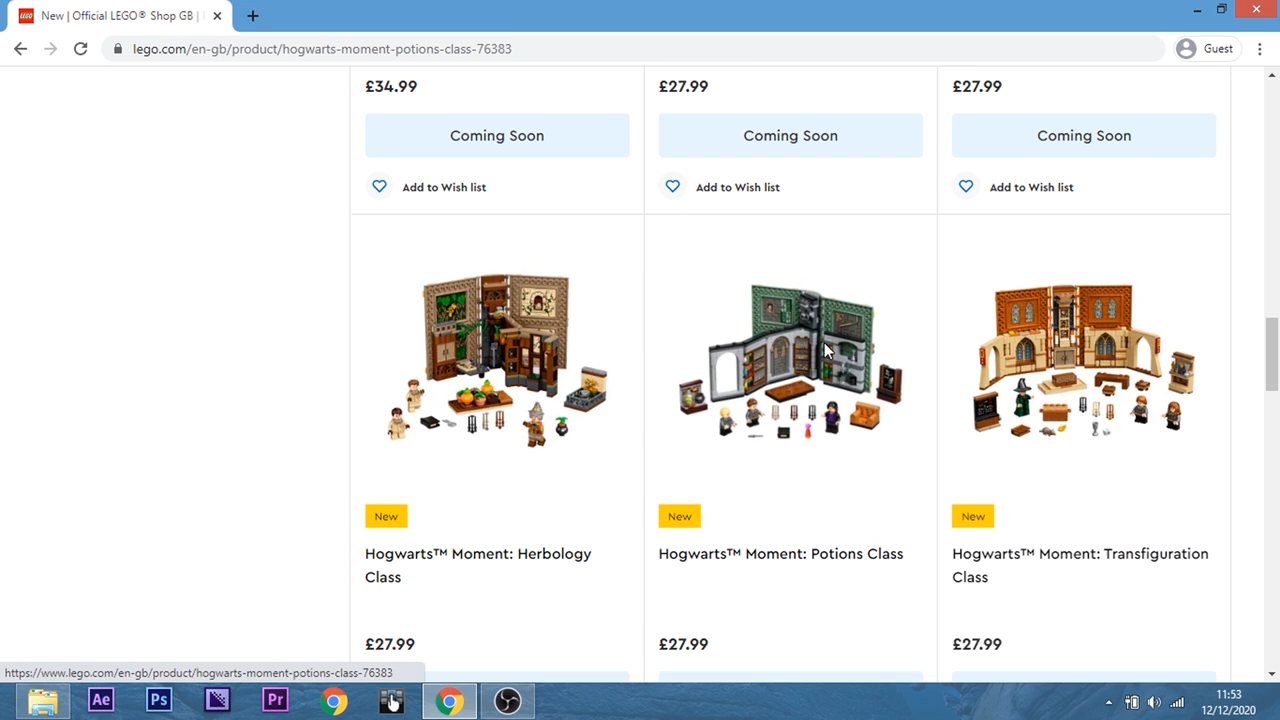 New | Official LEGO® Shop GB |
lego.com/en-gb/product/hogwarts-moment-potions-class-76383
Guest
£34.99
£27.99
£27.99
Coming Soon
Coming Soon
Coming Soon
Add to Wish list
Add to Wish list
Add to Wish list
New
New
New
Hogwarts™ Moment: Herbology
Class
Hogwarts™ Moment: Potions Class
Hogwarts™ Moment: Transfiguration
Class
£27.99
£27.99
£27.99
https://www.lego.com/en-gb/product/hogwarts-moment-potions-class-76383
Ae
Ps
Pr
11:53
12/12/2020